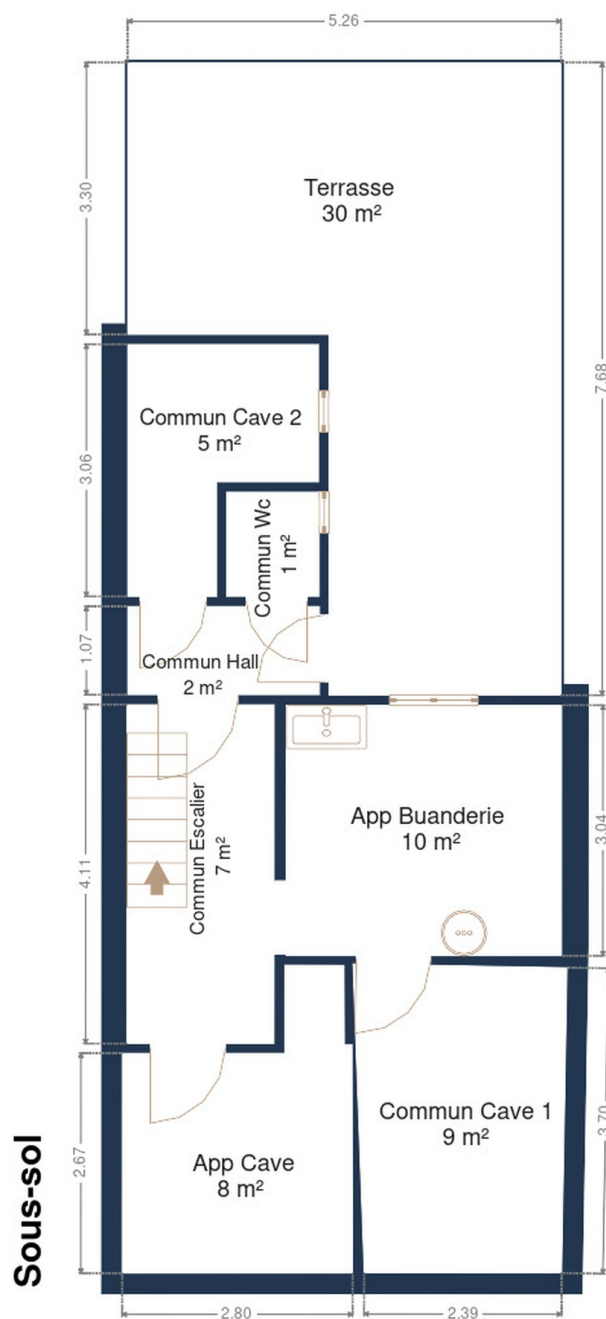 5.26
Terrasse
30 m²
3.30
7.68
Commun Cave 2
5 m²
3.06
Commun Wc
1 m²
1.07
Commun Hall
2 m²
4.11
Commun Escalier
7 m²
App Buanderie
10 m²
3.04
App Cave
8 m²
Commun Cave 1
9 m²
2.67
3.70
Sous-sol
2.80
2.39